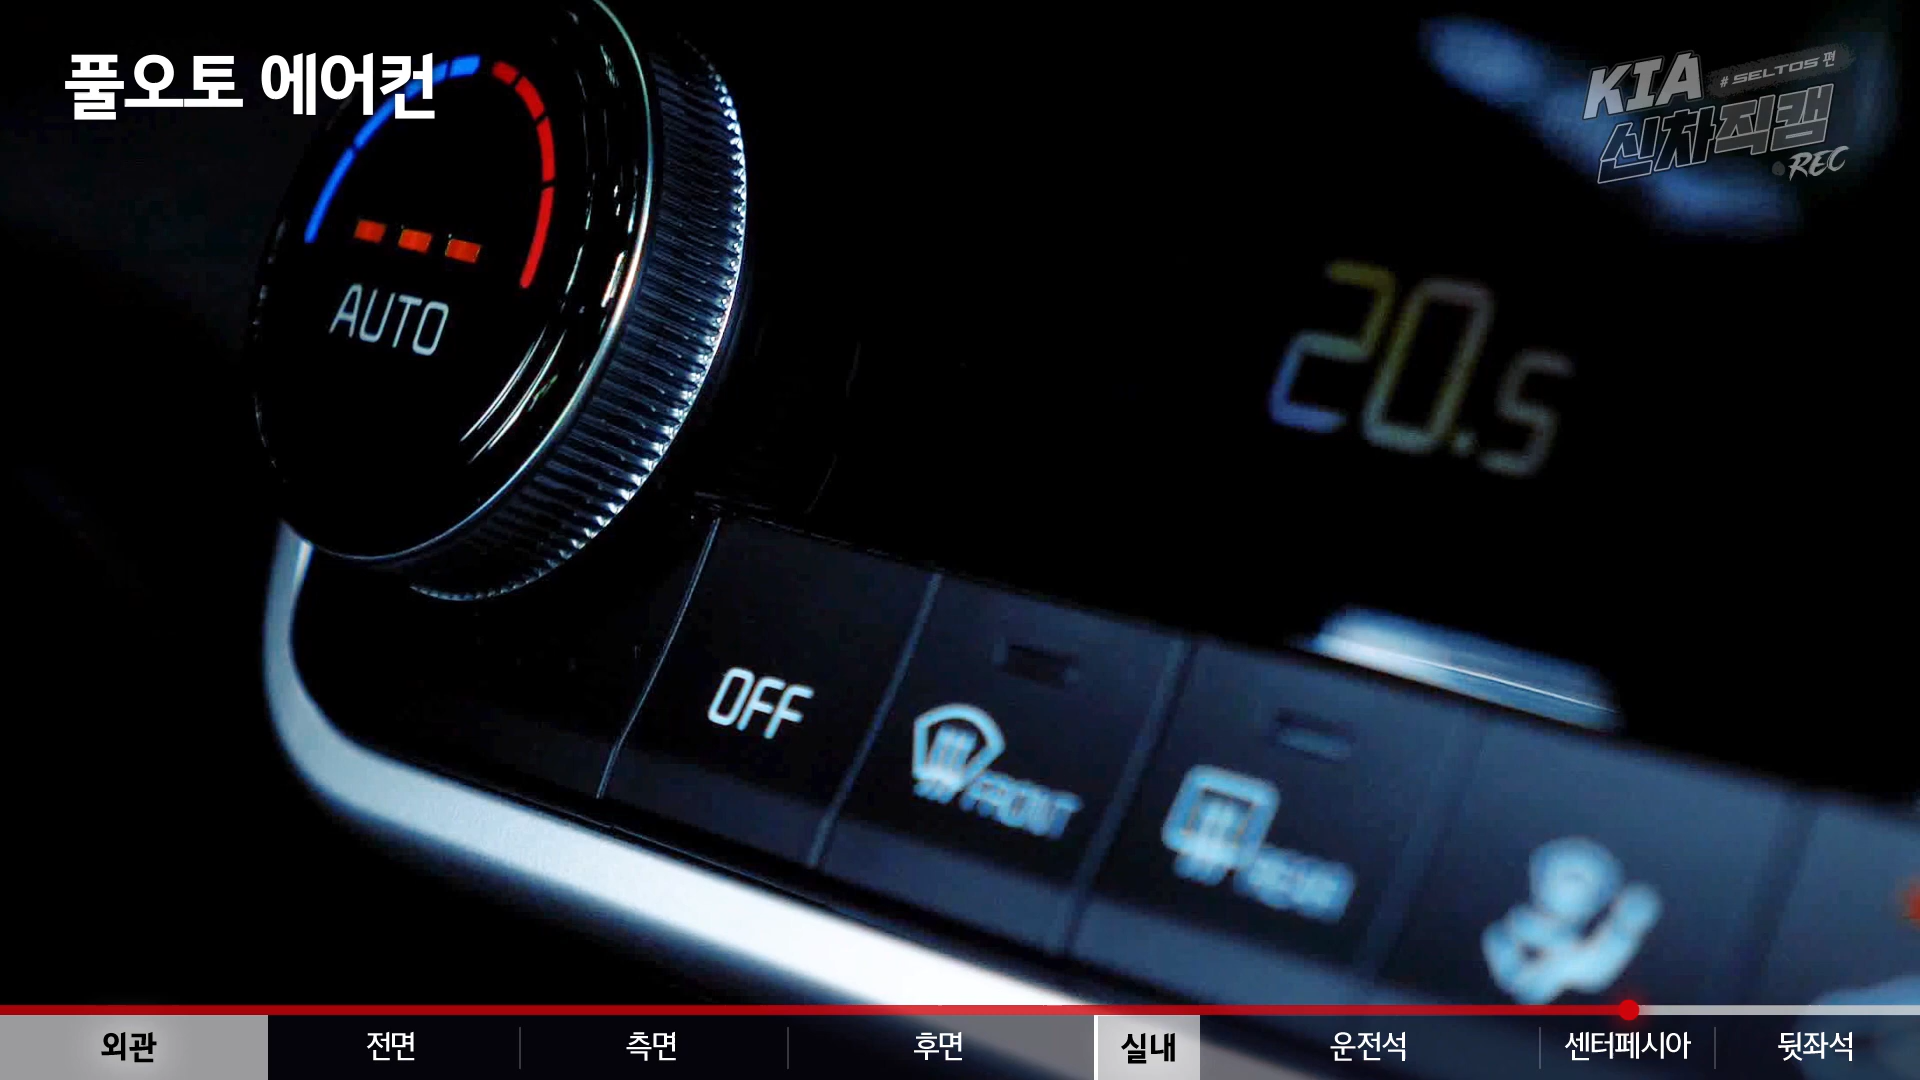 풀오토 에어컨
KIA
# SELTOS 편
신차직캠
REC
AUTO
20.5
OFF
FRONT
REAR
외관
전면
측면
후면
실내
운전석
센터페시아
뒷좌석